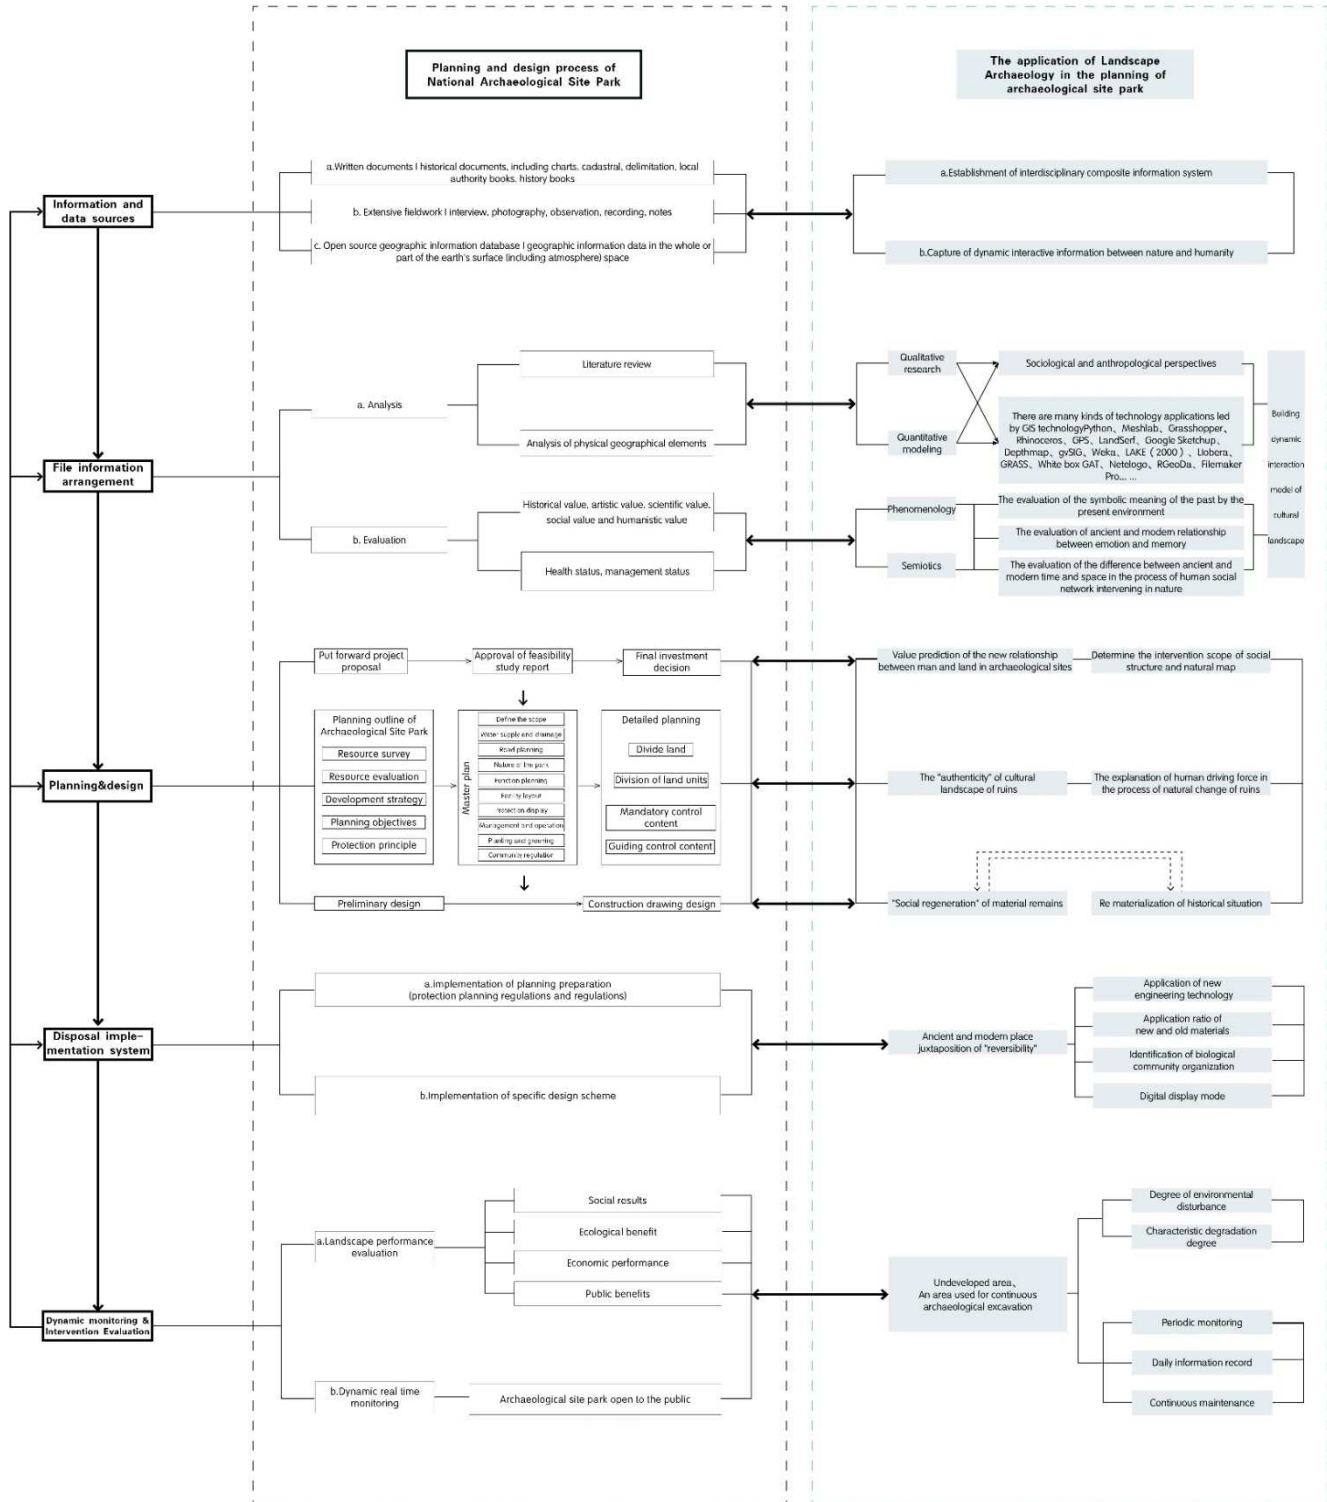 Planning and design process of
National Archaeological Site Park
The application of Landscape
Archaeology in the planning of
archaeological site park
Information and
data sources
a.Written documents I historical documents, including charts, cadastral, delimitation, local
authority books, history books
b. Extensive fieldwork I interview, photography, observation, recording, notes
c. Open source geographic information database I geographic information data in the whole or
part of the earth's surface (including atmosphere) space
a.Establishment of interdisciplinary composite information system
b.Capture of dynamic interactive information between nature and humanity
File information
arrangement
a. Analysis
Literature review
Analysis of physical geographical elements
b. Evaluation
Historical value, artistic value, scientific value,
social value and humanistic value
Health status, management status
Qualitative
research
Quantitative
modeling
Sociological and anthropological perspectives
There are many kinds of technology applications led
by GIS technologyPython、Meshlab、Grasshopper、
Rhinoceros、GPS、LandSerf、Google Sketchup、
Depthmap、gvSIG、Weka、LAKE（2000）、Llobera、
GRASS、White box GAT、Netelogo、RGeoDa、Filemaker
Pro... ...
Phenomenology
Semiotics
The evaluation of the symbolic meaning of the past by the
present environment
The evaluation of ancient and modern relationship
between emotion and memory
The evaluation of the difference between ancient and
modern time and space in the process of human social
network intervening in nature
Building
dynamic
interaction
model of
cultural
landscape
Planning&design
Put forward project
proposal
Approval of feasibility
study report
Final investment
decision
Planning outline of
Archaeological Site Park
Resource survey
Resource evaluation
Development strategy
Planning objectives
Protection principle
Master plan
Define the scope
Water supply and drainage
Road planning
Nature of the park
Function planning
Facility layout
Protection display
Management and operation
Planting and greening
Community regulation
Detailed planning
Divide land
Division of land units
Mandatory control
content
Guiding control content
Preliminary design
Construction drawing design
Value prediction of the new relationship
between man and land in archaeological sites
Determine the intervention scope of social
structure and natural map
The "authenticity" of cultural
landscape of ruins
The explanation of human driving force in
the process of natural change of ruins
"Social regeneration" of material remains
Re materialization of historical situation
Disposal imple-
mentation system
a.implementation of planning preparation
(protection planning regulations and regulations)
b.Implementation of specific design scheme
Ancient and modern place
juxtaposition of "reversibility"
Application of new
engineering technology
Application ratio of
new and old materials
Identification of biological
community organization
Digital display mode
Dynamic monitoring &
Intervention Evaluation
a.Landscape performance
evaluation
Social results
Ecological benefit
Economic performance
Public benefits
b.Dynamic real time
monitoring
Archaeological site park open to the public
Undeveloped area、
An area used for continuous
archaeological excavation
Degree of environmental
disturbance
Characteristic degradation
degree
Periodic monitoring
Daily information record
Continuous maintenance